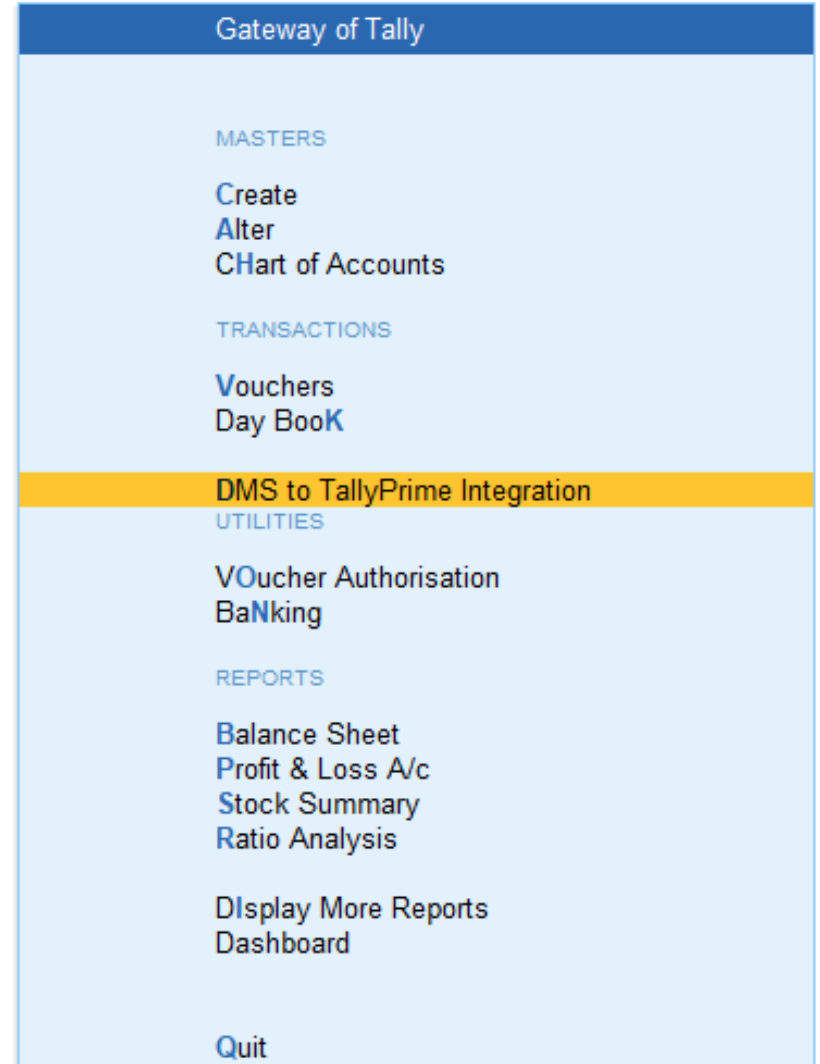 Gateway of Tally
MASTERS
Create
Alter
CHart of Accounts
TRANSACTIONS
Vouchers
Day BooK
DMS to TallyPrime Integration
UTILITIES
VOucher Authorisation
BaNking
REPORTS
Balance Sheet
Profit & Loss A/c
Stock Summary
Ratio Analysis
DIsplay More Reports
Dashboard
Quit